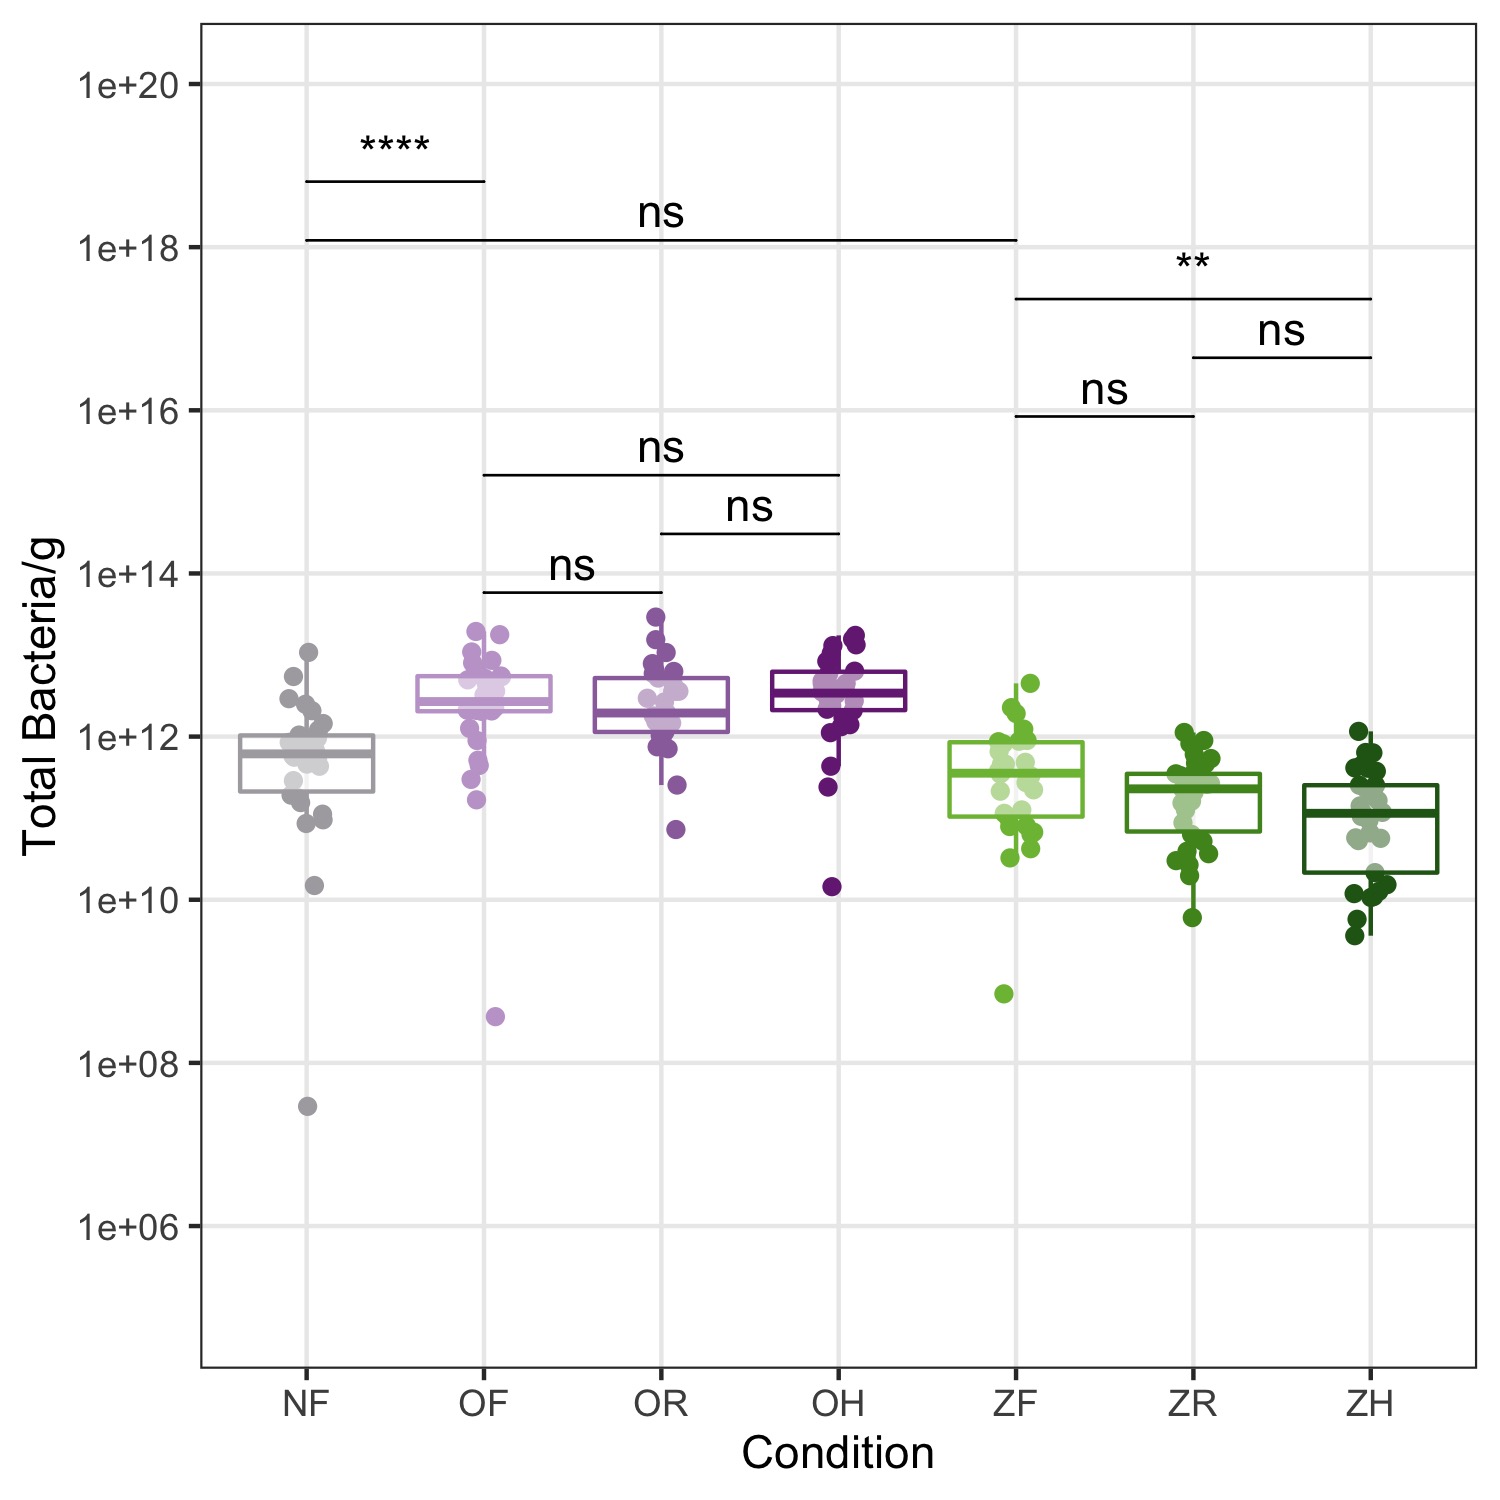 1e+20
****
ns
1e+18
**
ns
1e+16
ns
ns
ns
1e+14
ns
Total Bacteria/g
1e+12
1e+10
1e+08
1e+06
NF OF OR OH ZF ZR ZH
Condition